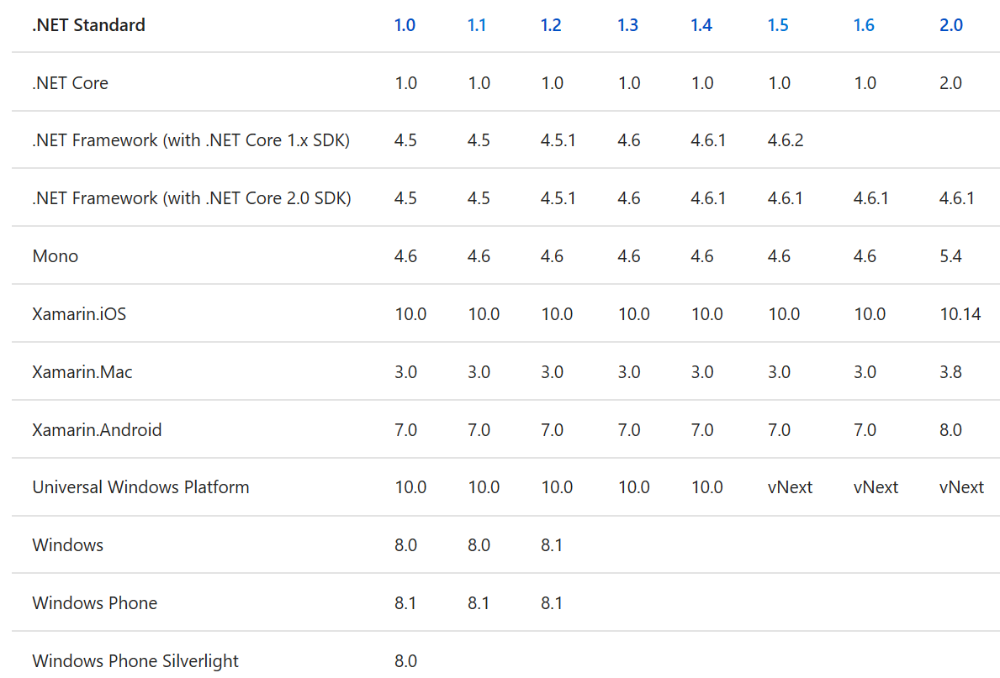 .NET Standard 1.0 1.1 1.2 1.3 1.4 1.5 1.6 2.0
.NET Core 1.0 1.0 1.0 1.0 1.0 1.0 1.0 2.0
.NET Framework (with .NET Core 1.x SDK) 4.5 4.5 4.5.1 4.6 4.6.1 4.6.2
.NET Framework (with .NET Core 2.0 SDK) 4.5 4.5 4.5.1 4.6 4.6.1 4.6.1 4.6.1 4.6.1
Mono 4.6 4.6 4.6 4.6 4.6 4.6 4.6 5.4
Xamarin.iOS 10.0 10.0 10.0 10.0 10.0 10.0 10.0 10.14
Xamarin.Mac 3.0 3.0 3.0 3.0 3.0 3.0 3.0 3.8
Xamarin.Android 7.0 7.0 7.0 7.0 7.0 7.0 7.0 8.0
Universal Windows Platform 10.0 10.0 10.0 10.0 10.0 vNext vNext vNext
Windows 8.0 8.0 8.1
Windows Phone 8.1 8.1 8.1
Windows Phone Silverlight 8.0